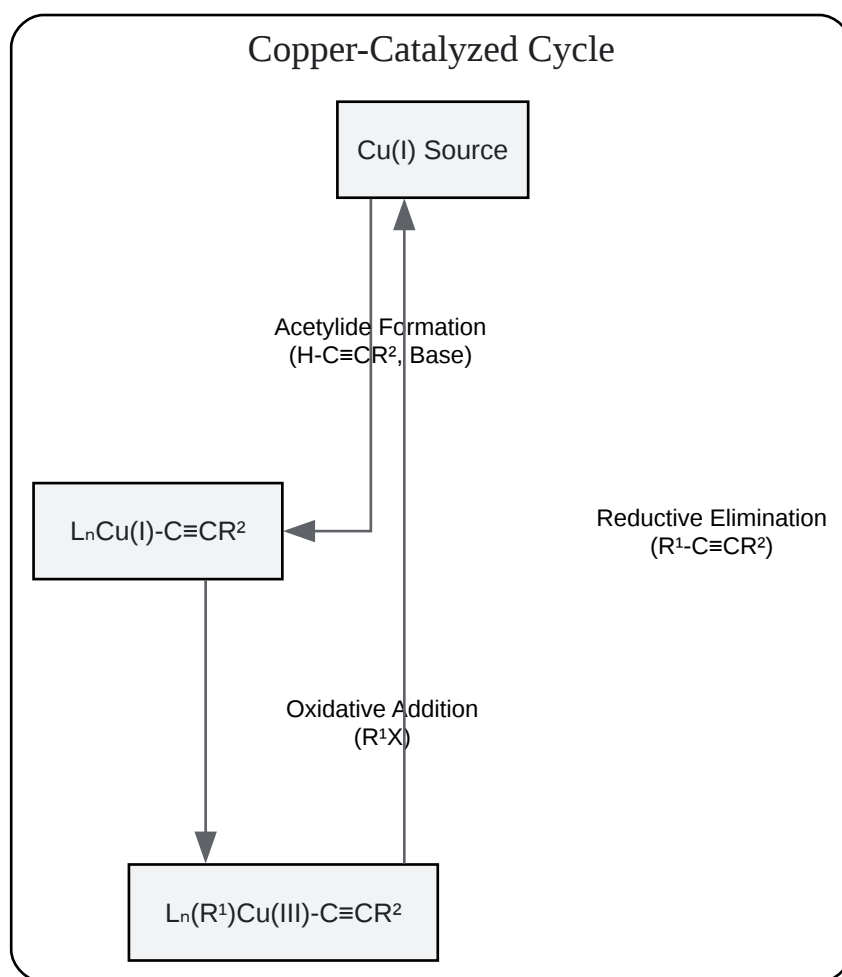 Copper-Catalyzed Cycle
Cu(I) Source
Acetylide Formation
(H-C≡CR², Base)
LₙCu(I)-C≡CR²
Reductive Elimination
(R¹-C≡CR²)
Oxidative Addition
(R¹X)
Lₙ(R¹)Cu(III)-C≡CR²